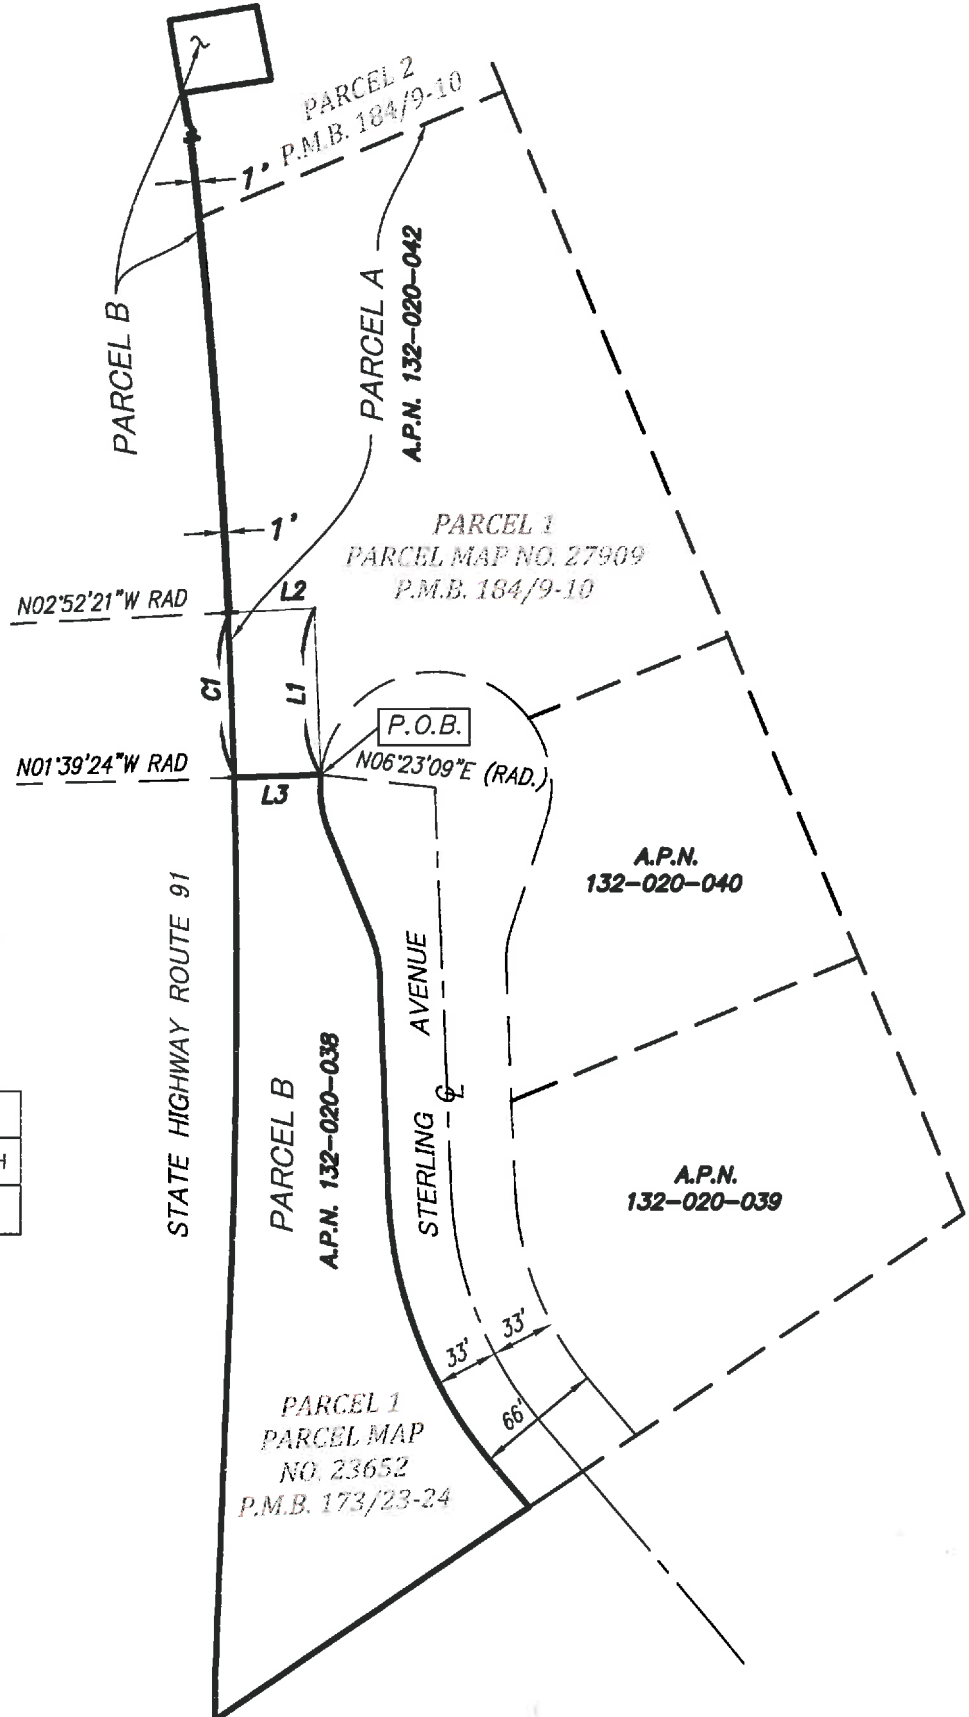 PARCEL 2
P.M.B. 184/9-10
1'
PARCEL B
PARCEL A
A.P.N. 132-020-042
1'
PARCEL 1
PARCEL MAP NO. 27909
P.M.B. 184/9-10
N02°52'21"W RAD
L2
C1
L1
P.O.B.
N01°39'24"W RAD
N06°23'09"E (RAD.)
L3
A.P.N.
132-020-040
STATE HIGHWAY ROUTE 91
STERLING AVENUE
PARCEL B
A.P.N. 132-020-038
A.P.N.
132-020-039
33'
33'
66'
PARCEL 1
PARCEL MAP
NO. 23652
P.M.B. 173/23-24